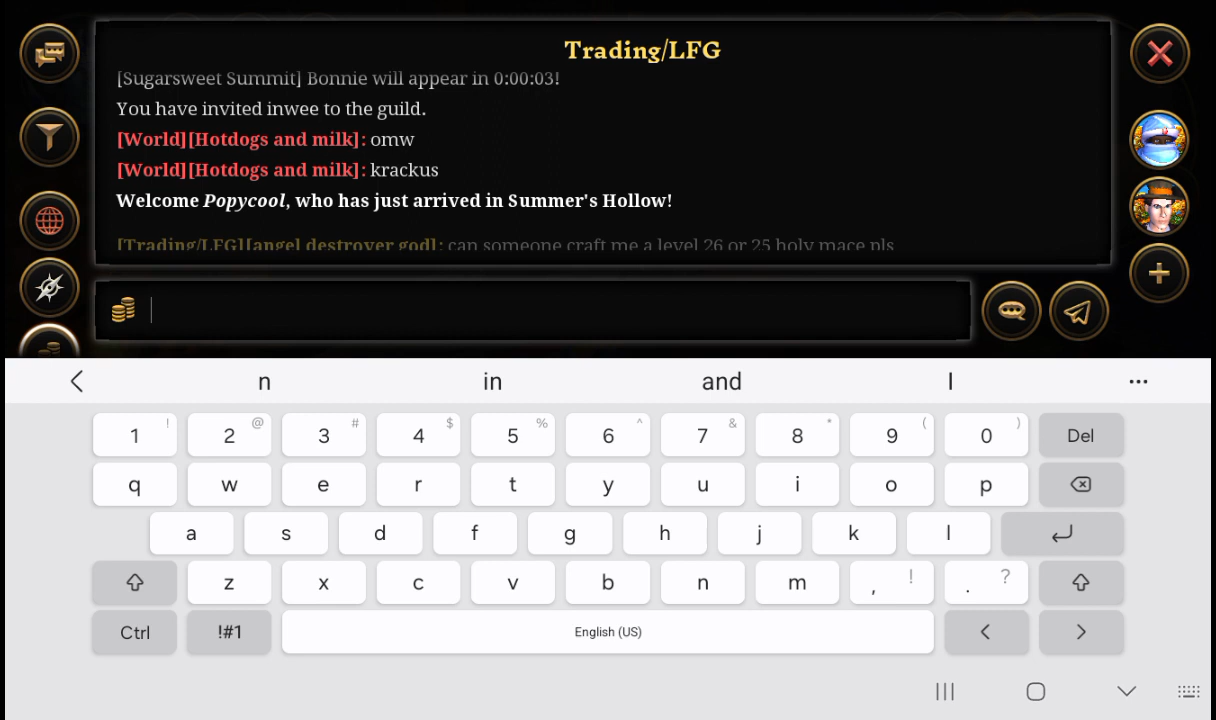 Trading/LFG
[Sugarsweet Summit] Bonnie will appear in 0:00:03!
You have invited inwee to the guild.
[World][Hotdogs and milk]: omw
[World][Hotdogs and milk]: krackus
Welcome Popycool, who has just arrived in Summer's Hollow!
[Trading/LFG][angel destroyer god]: can someone craft me a level 26 or 25 holy mace pls
n in and I ...
1 ! 2 @ 3 # 4 $ 5 % 6 ^ 7 & 8 * 9 ( 0 ) Del
q w e r t y u i o p
a s d f g h j k l
z x c v b n m , ! . ?
Ctrl !#1 English (US) < >